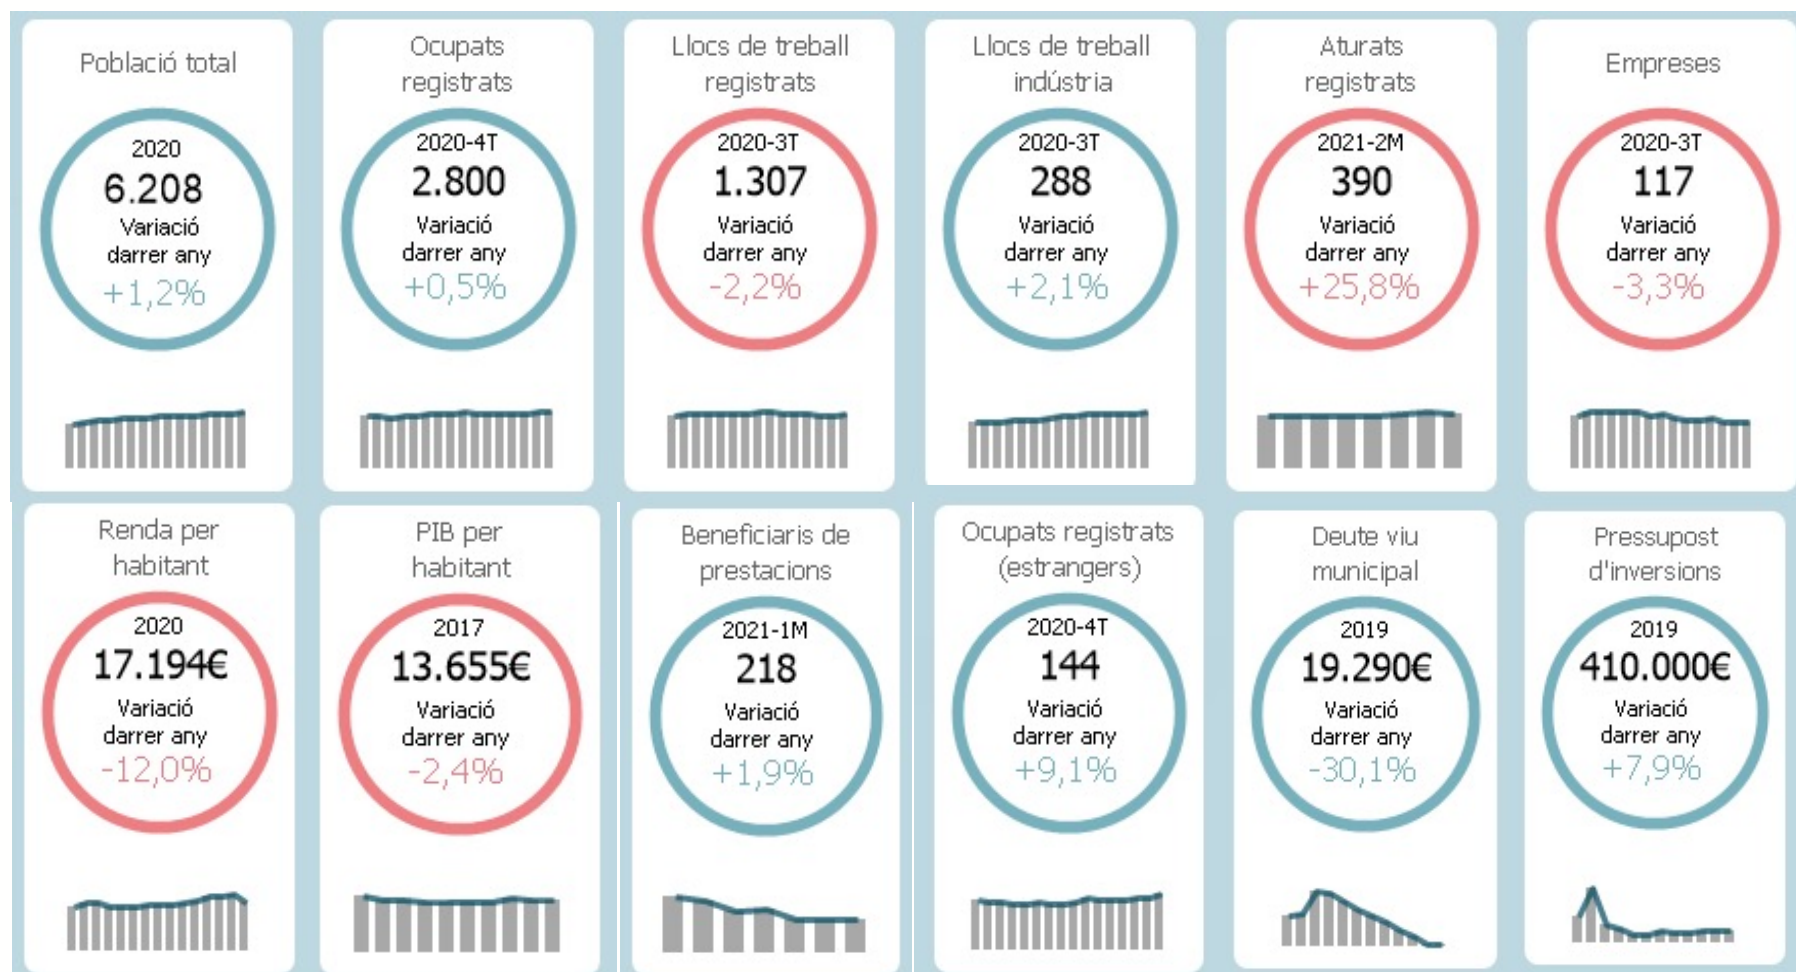 Població total
2020
6.208
Variació
darrer any
+1,2%
Ocupats
registrats
2020-4T
2.800
Variació
darrer any
+0,5%
Llocs de treball
registrats
2020-3T
1.307
Variació
darrer any
-2,2%
Llocs de treball
indústria
2020-3T
288
Variació
darrer any
+2,1%
Aturats
registrats
2021-2M
390
Variació
darrer any
+25,8%
Empreses
2020-3T
117
Variació
darrer any
-3,3%
Renda per
habitant
2020
17.194€
Variació
darrer any
-12,0%
PIB per
habitant
2017
13.655€
Variació
darrer any
-2,4%
Beneficiaris de
prestacions
2021-1M
218
Variació
darrer any
+1,9%
Ocupats registrats
(estrangers)
2020-4T
144
Variació
darrer any
+9,1%
Deute viu
municipal
2019
19.290€
Variació
darrer any
-30,1%
Pressupost
d'inversions
2019
410.000€
Variació
darrer any
+7,9%